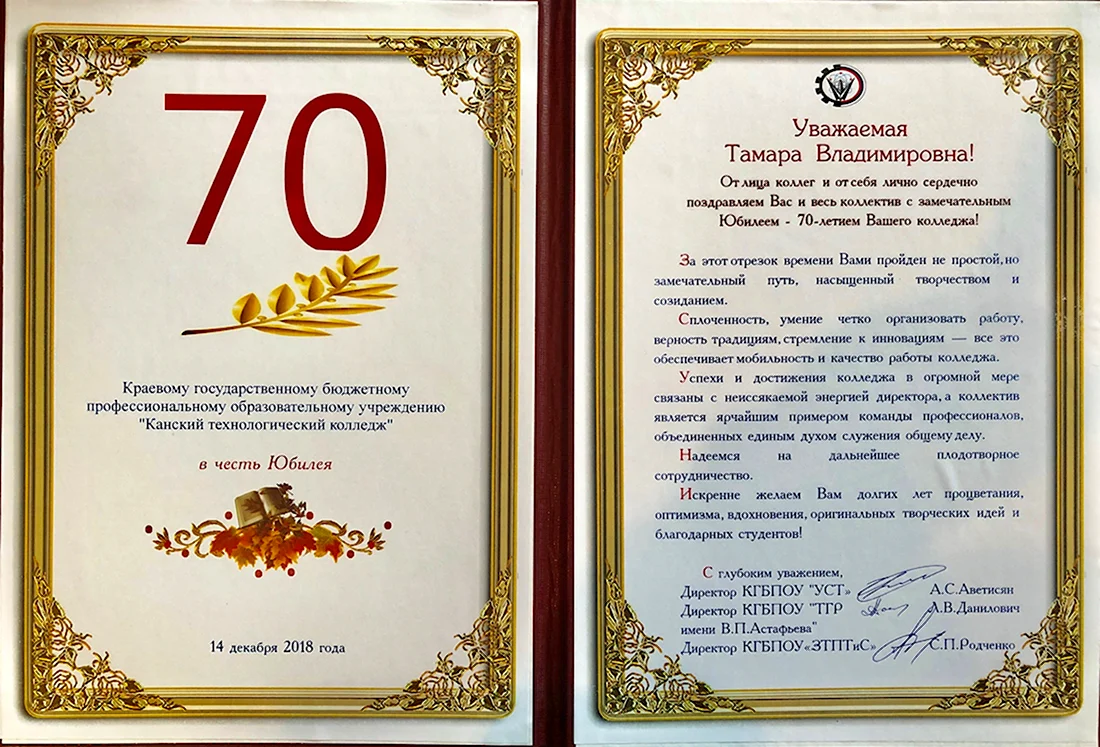 70
Краевому государственному бюджетному
профессиональному образовательному учреждению
"Канский технологический колледж"
в честь Юбилея
14 декабря 2018 года
Уважаемая
Тамара Владимировна!
От лица коллег и от себя лично сердечно
поздравляем Вас и весь коллектив с замечательным
Юбилеем - 70-летием Вашего колледжа!
За этот отрезок времени Вами пройден не простой, но
замечательный путь, насыщенный творчеством и
созиданием.
Сплоченность, умение четко организовать работу,
верность традициям, стремление к инновациям — все это
обеспечивает мобильность и качество работы колледжа.
Успехи и достижения колледжа в огромной мере
связаны с неиссякаемой энергией директора, а коллектив
является ярчайшим примером команды профессионалов,
объединенных единым духом служения общему делу.
Надеемся на дальнейшее плодотворное
сотрудничество.
Искренне желаем Вам долгих лет процветания,
оптимизма, вдохновения, оригинальных творческих идей и
благодарных студентов!
С глубоким уважением,
Директор КГБПОУ "УСТ» А.С.Аветисян
Директор КГБПОУ "ТГР А.В.Данилович
имени В.П.Астафьева"
Директор КГБПОУ«ЗТПТиС» С.П.Родченко